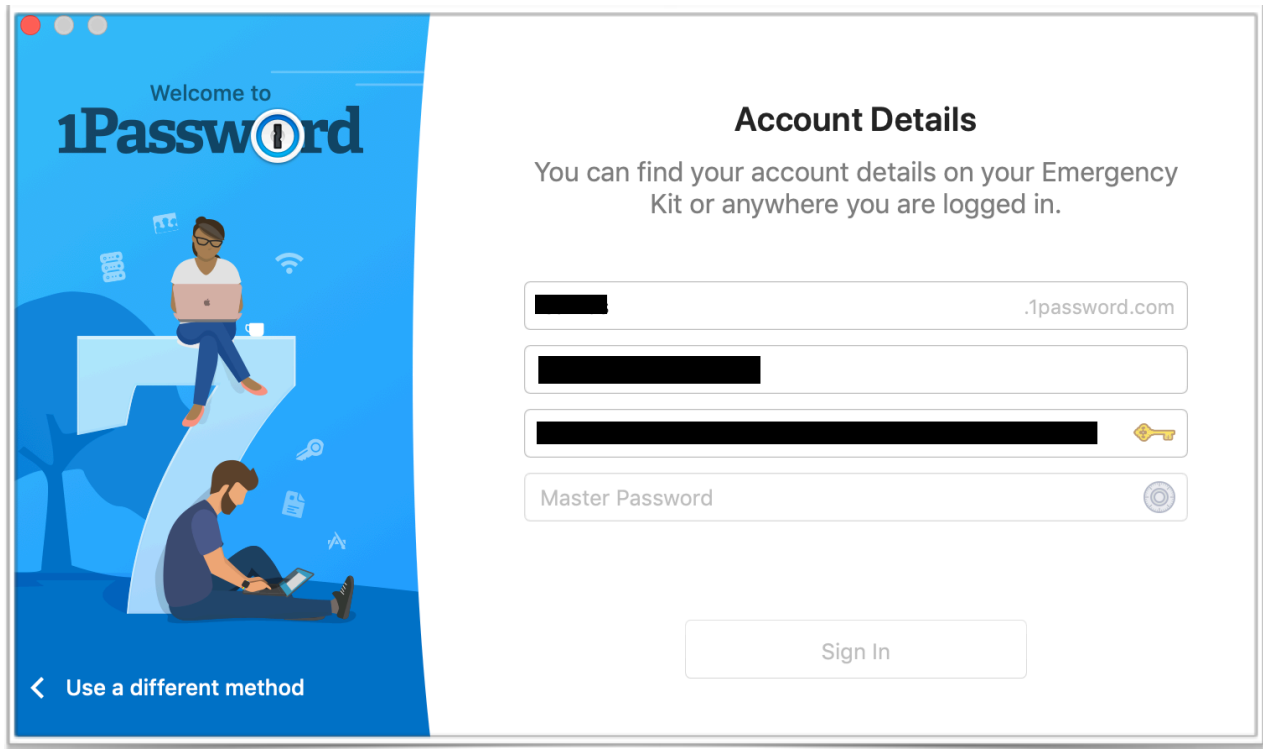 Welcome to
1Password
Account Details
You can find your account details on your Emergency
Kit or anywhere you are logged in.
.1password.com
Master Password
Sign In
Use a different method